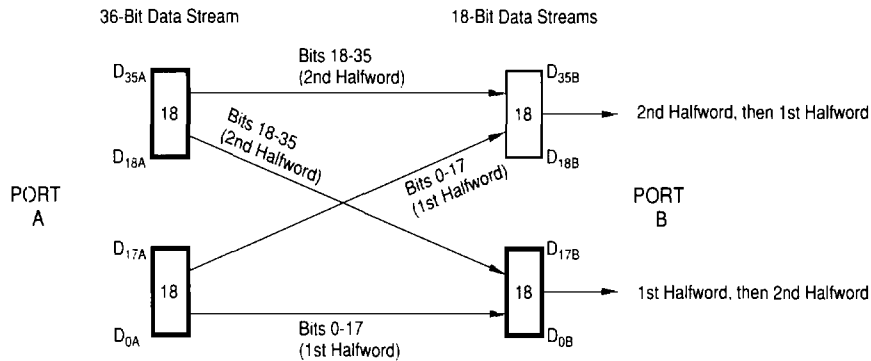 36-Bit Data Stream
18-Bit Data Streams
Bits 18-35
(2nd Halfword)
D35A
D35B
18
18
2nd Halfword, then 1st Halfword
Bits 18-35
(2nd Halfword)
D18A
D18B
Bits 0-17
(1st Halfword)
PORT
A
PORT
B
D17A
D17B
18
18
1st Halfword, then 2nd Halfword
Bits 0-17
(1st Halfword)
D0A
D0B